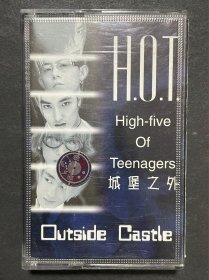 H.O.T.
High-five
Of
Teenagers
城堡之外
Outside Castle